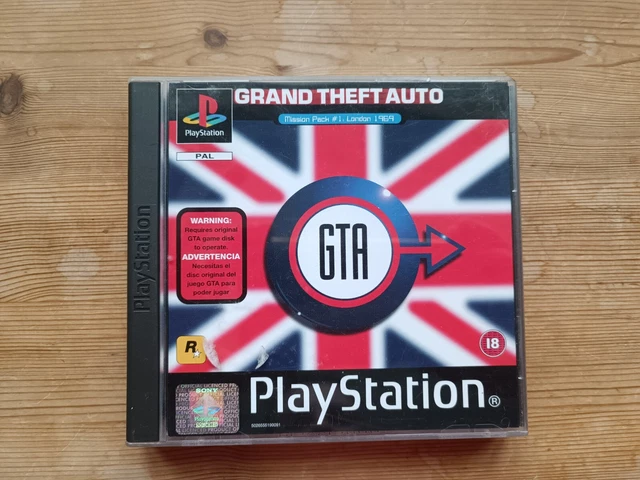 GRAND THEFT AUTO
Mission Pack #1: London 1969
PlayStation
PAL
PlayStation
WARNING:
Requires original
GTA game disk
to operate.
ADVERTENCIA
Necesitas el
disc original del
juego GTA para
poder jugar
GTA
R
18
SONY
PlayStation ®